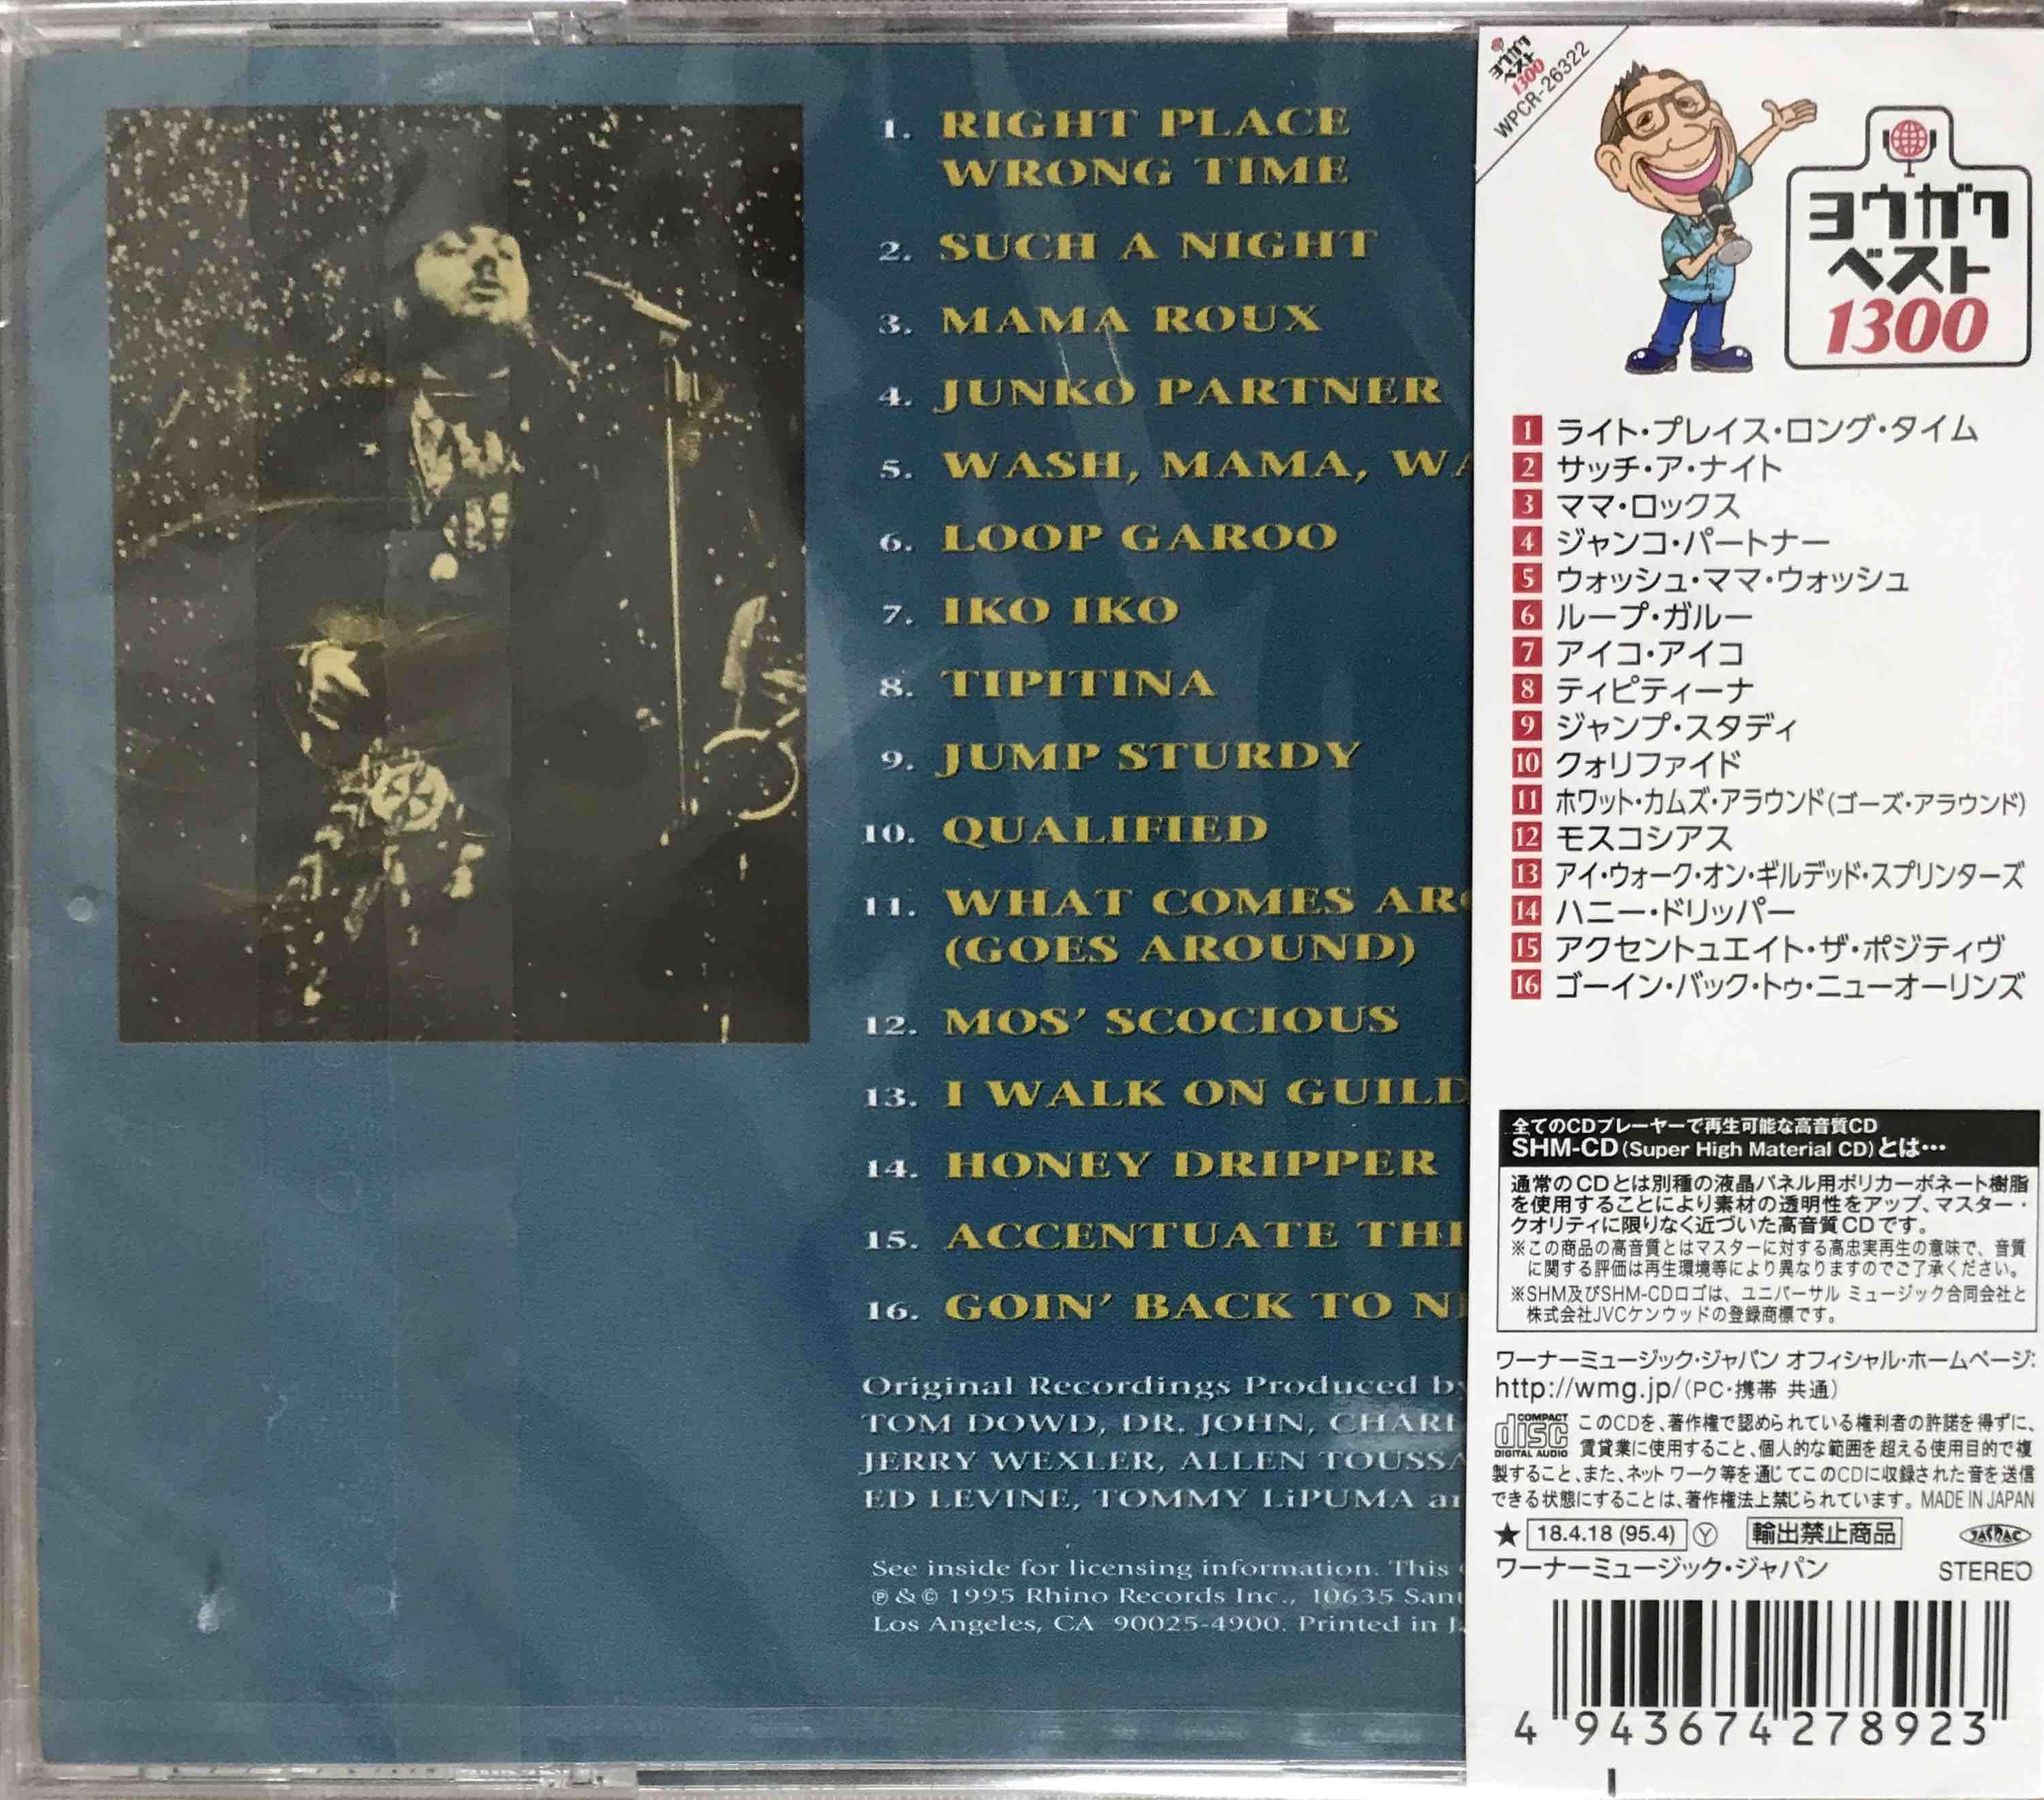 1. RIGHT PLACE
WRONG TIME
2. SUCH A NIGHT
3. MAMA ROUX
4. JUNKO PARTNER
5. WASH, MAMA, WA
6. LOOP GAROO
7. IKO IKO
8. TIPITINA
9. JUMP STURDY
10. QUALIFIED
11. WHAT COMES ARO
(GOES AROUND)
12. MOS' SCOCIOUS
13. I WALK ON GUILD
14. HONEY DRIPPER
15. ACCENTUATE THE
16. GOIN' BACK TO NE
Original Recordings Produced by
TOM DOWD, DR. JOHN, CHARL
JERRY WEXLER, ALLEN TOUSSA
ED LEVINE, TOMMY LiPUMA an
See inside for licensing information. This
℗ & © 1995 Rhino Records Inc., 10635 Sant
Los Angeles, CA 90025-4900. Printed in J
ヨウガク
ベスト
1300
WPCR-26322
ヨウガク
ベスト
1300
1 ライト・プレイス・ロング・タイム
2 サッチ・ア・ナイト
3 ママ・ロックス
4 ジャンコ・パートナー
5 ウォッシュ・ママ・ウォッシュ
6 ループ・ガルー
7 アイコ・アイコ
8 ティピティーナ
9 ジャンプ・スタディ
10 クォリファイド
11 ホワット・カムズ・アラウンド(ゴーズ・アラウンド)
12 モスコシアス
13 アイ・ウォーク・オン・ギルデッド・スプリンターズ
14 ハニー・ドリッパー
15 アクセントュエイト・ザ・ポジティヴ
16 ゴーイン・バック・トゥ・ニューオーリンズ
全てのCDプレーヤーで再生可能な高音質CD
SHM-CD (Super High Material CD) とは…
通常のCDとは別種の液晶パネル用ポリカーボネート樹脂
を使用することにより素材の透明性をアップ、マスター・
クオリティに限りなく近づいた高音質CDです。
※この商品の高音質とはマスターに対する高忠実再生の意味で、音質
に関する評価は再生環境等により異なりますのでご了承ください。
※SHM及びSHM-CDロゴは、ユニバーサル ミュージック合同会社と
株式会社JVCケンウッドの登録商標です。
ワーナーミュージック・ジャパン オフィシャル・ホームページ:
http://wmg.jp/(PC・携帯 共通)
COMPACT disc DIGITAL AUDIO
このCDを、著作権で認められている権利者の許諾を得ずに、
賃貸業に使用すること、個人的な範囲を超える使用目的で複
製すること、また、ネットワーク等を通じてこのCDに収録された音を送信
できる状態にすることは、著作権法上禁じられています。 MADE IN JAPAN
★ 18.4.18 (95.4) Ⓨ 輸出禁止商品 JASRAC
ワーナーミュージック・ジャパン STEREO
4 943674 278923